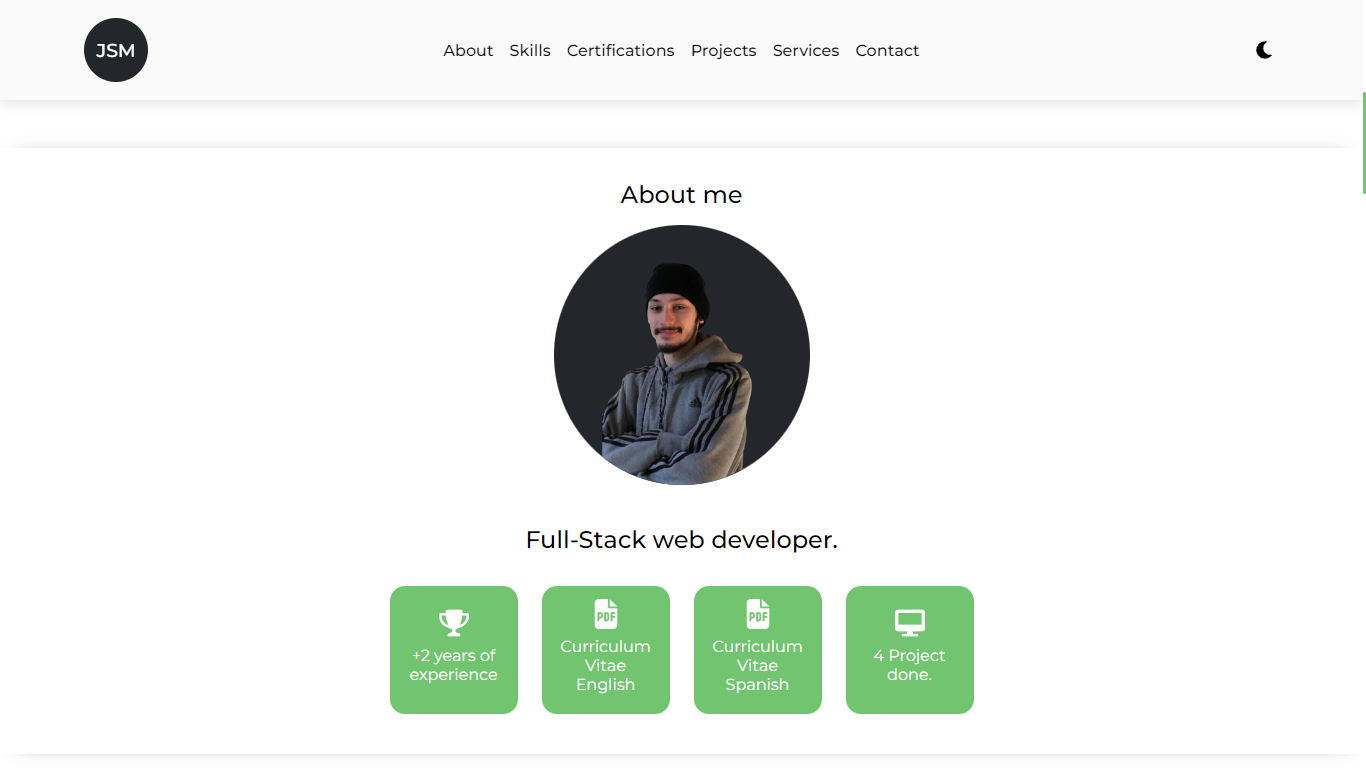 JSM
About Skills Certifications Projects Services Contact
About me
Full-Stack web developer.
+2 years of
experience
PDF
Curriculum
Vitae
English
PDF
Curriculum
Vitae
Spanish
4 Project
done.